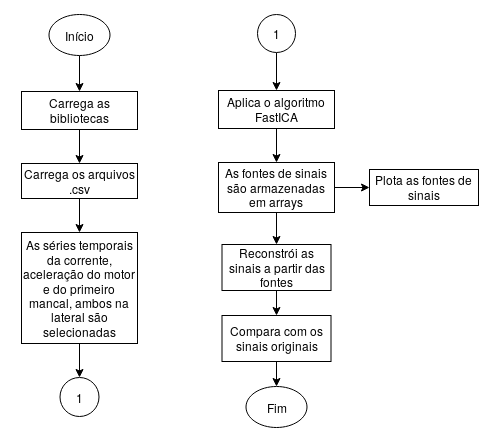 Início
Carrega as
bibliotecas
Carrega os arquivos
.csv
As séries temporais
da corrente,
aceleração do motor
e do primeiro
mancal, ambos na
lateral são
selecionadas
1
1
Aplica o algoritmo
FastICA
As fontes de sinais
são armazenadas
em arrays
Plota as fontes de
sinais
Reconstrói as
sinais a partir das
fontes
Compara com os
sinais originais
Fim